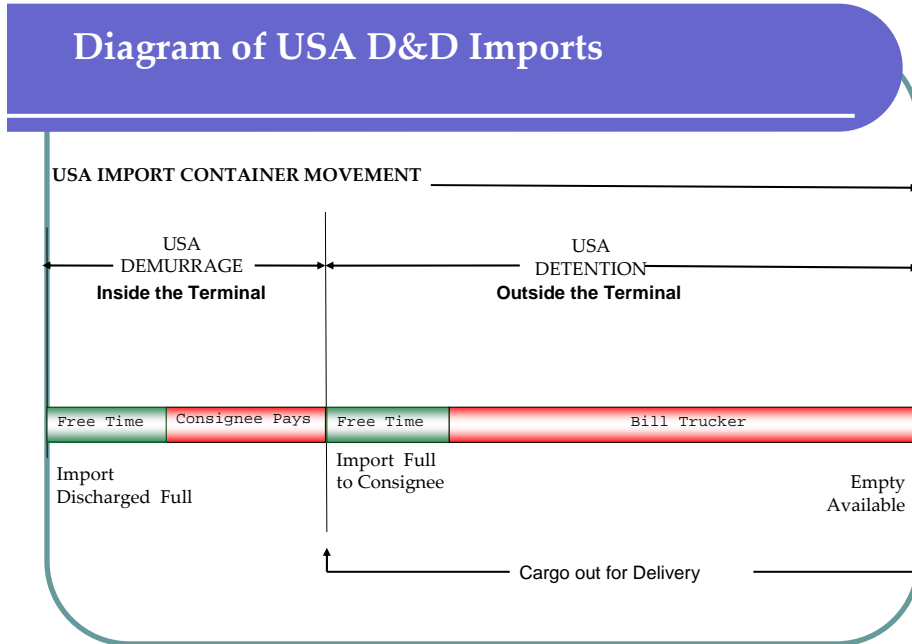 Diagram of USA D&D Imports
USA IMPORT CONTAINER MOVEMENT
USA
DEMURRAGE
Inside the Terminal
USA
DETENTION
Outside the Terminal
Free Time
Consignee Pays
Free Time
Bill Trucker
Import
Discharged Full
Import Full
to Consignee
Empty
Available
Cargo out for Delivery